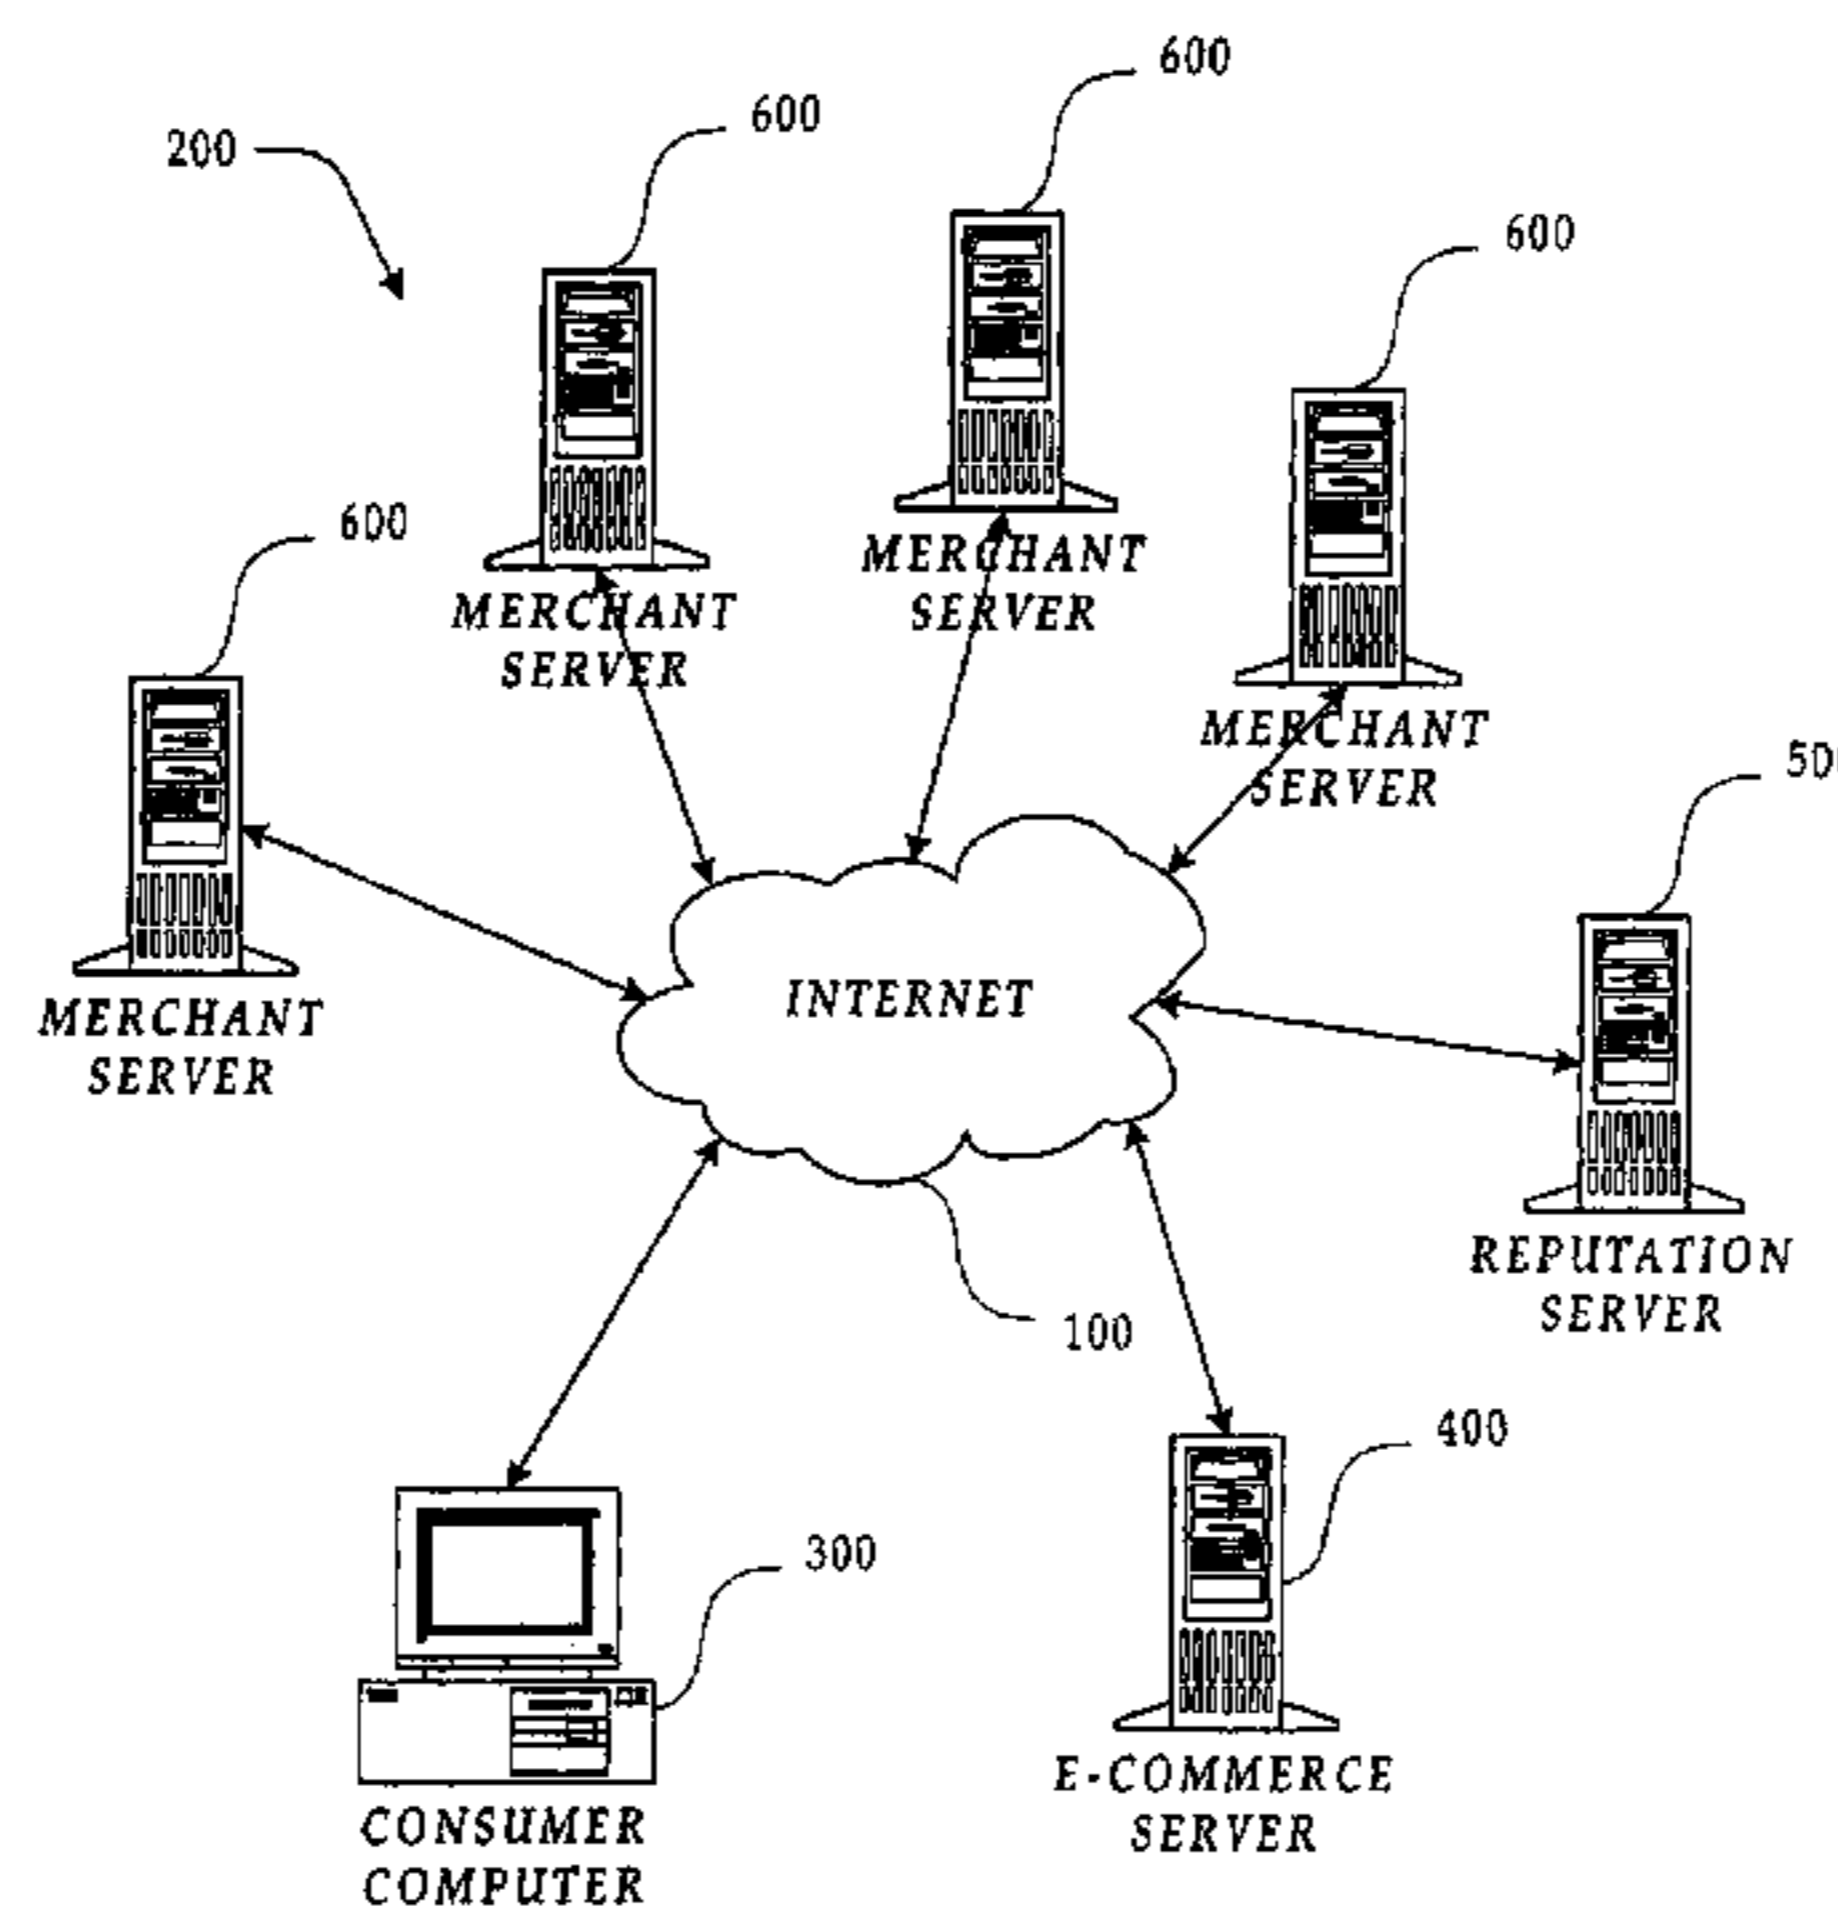 600
600
200
600
600
MERCHANT
SERVER
MERCHANT
SERVER
MERCHANT
SERVER
MERCHANT
SERVER
INTERNET
REPUTATION
SERVER
100
400
300
E-COMMERCE
SERVER
CONSUMER
COMPUTER